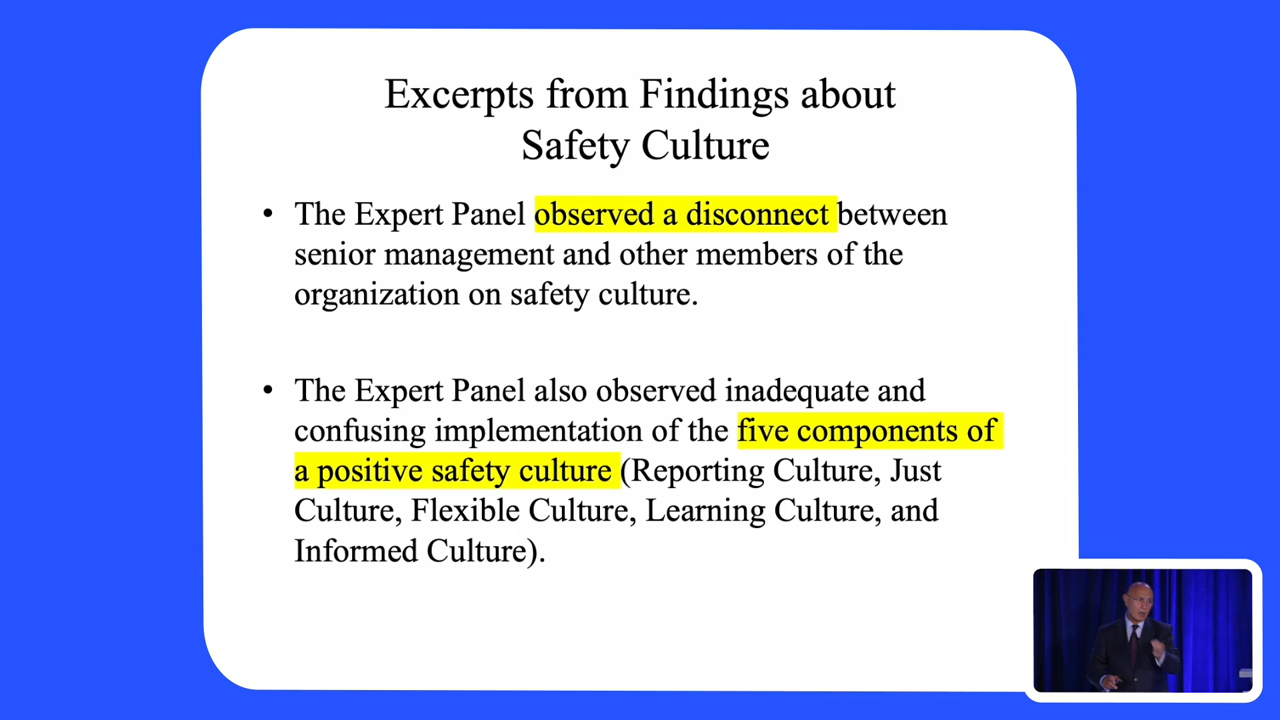 Excerpts from Findings about
Safety Culture
• The Expert Panel observed a disconnect between
senior management and other members of the
organization on safety culture.
• The Expert Panel also observed inadequate and
confusing implementation of the five components of
a positive safety culture (Reporting Culture, Just
Culture, Flexible Culture, Learning Culture, and
Informed Culture).